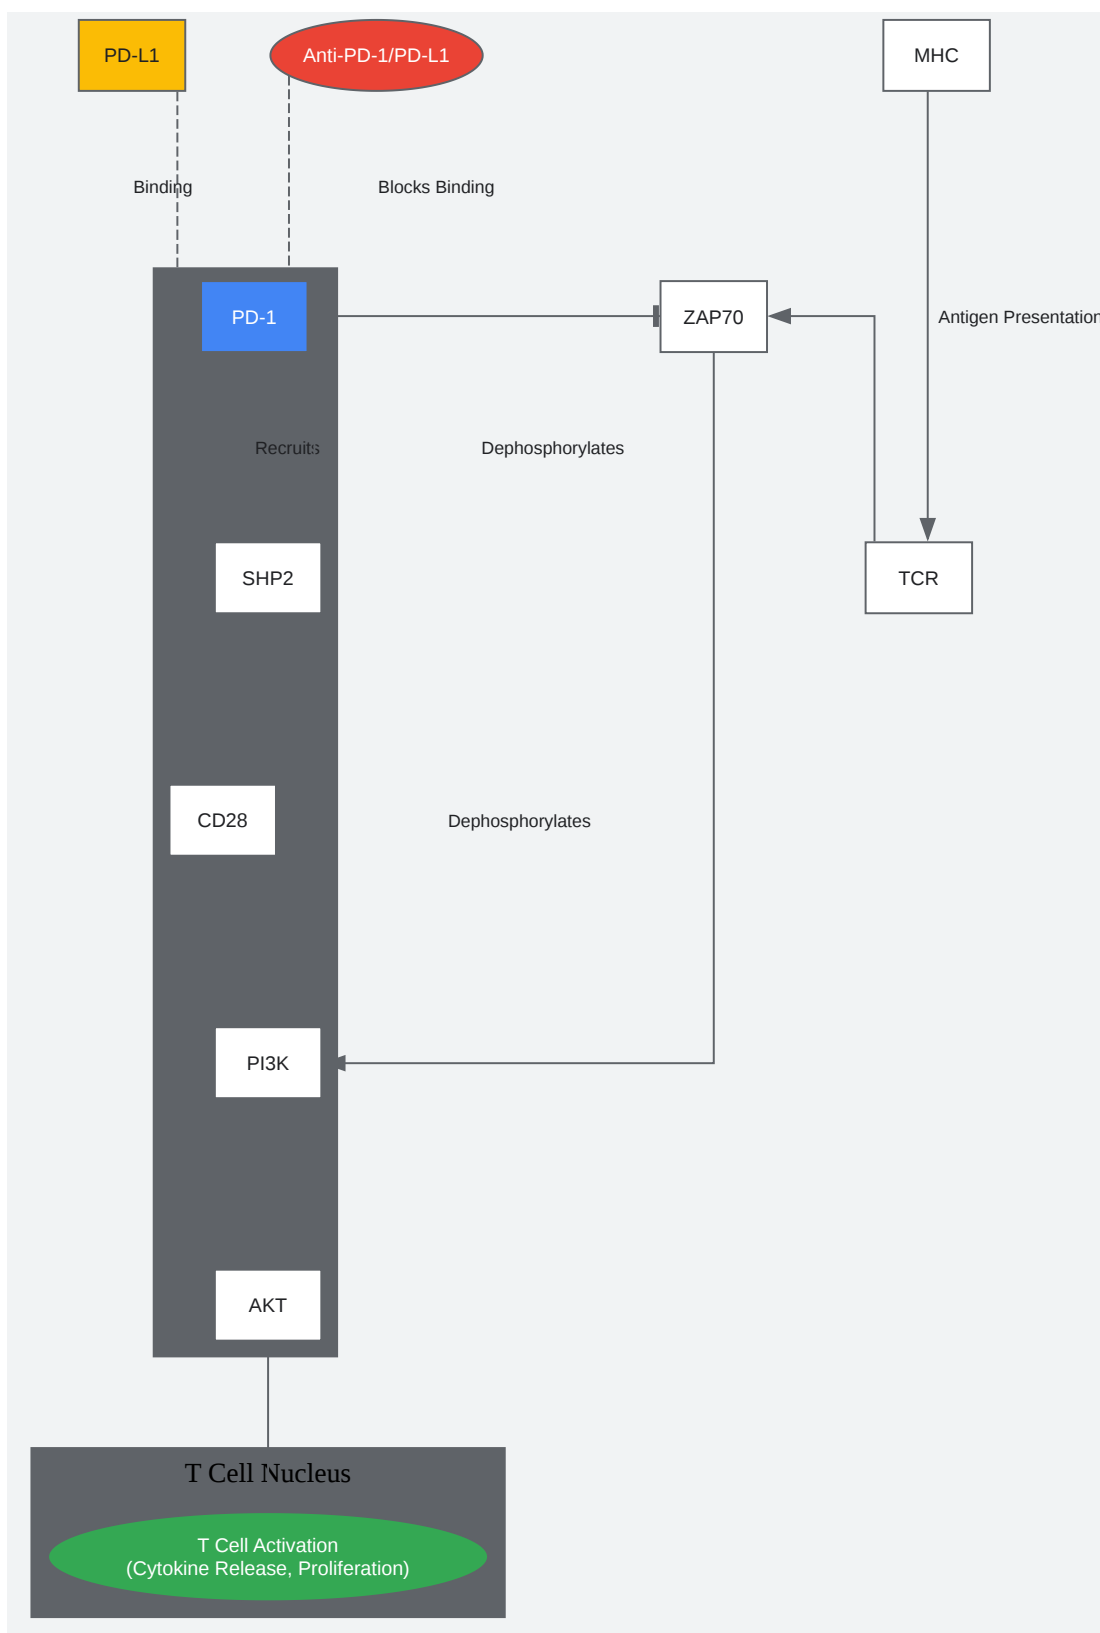 PD-L1
Anti-PD-1/PD-L1
MHC
Binding
Blocks Binding
PD-1
ZAP70
Antigen Presentation
Recruits
Dephosphorylates
SHP2
TCR
CD28
Dephosphorylates
PI3K
AKT
T Cell Nucleus
T Cell Activation
(Cytokine Release, Proliferation)